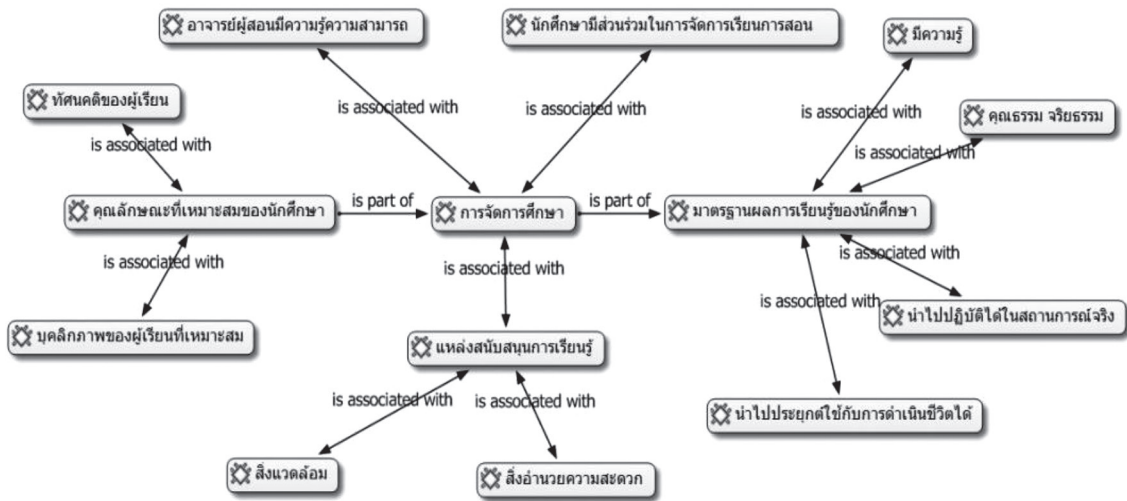 อาจารย์ผู้สอนมีความรู้ความสามารถ
นักศึกษามีส่วนร่วมในการจัดการเรียนการสอน
มีความรู้
ทัศนคติของผู้เรียน
is associated with
is associated with
is associated with
คุณธรรม จริยธรรม
is associated with
is associated with
คุณลักษณะที่เหมาะสมของนักศึกษา
is part of
การจัดการศึกษา
is part of
มาตรฐานผลการเรียนรู้ของนักศึกษา
is associated with
is associated with
is associated with
is associated with
บุคลิกภาพของผู้เรียนที่เหมาะสม
นำไปปฏิบัติได้ในสถานการณ์จริง
แหล่งสนับสนุนการเรียนรู้
is associated with
is associated with
นำไปประยุกต์ใช้กับการดำเนินชีวิตได้
สิ่งแวดล้อม
สิ่งอำนวยความสะดวก